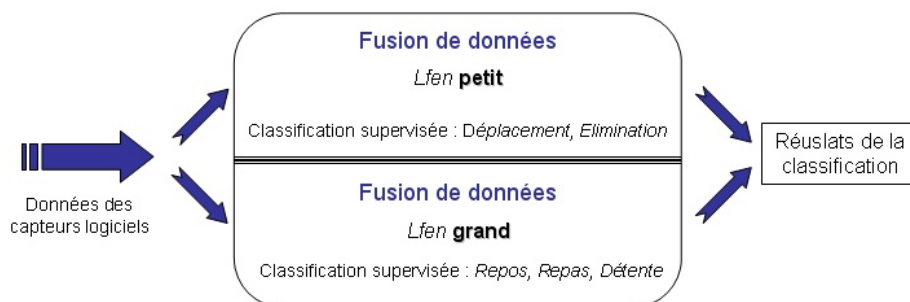 Fusion de données
Lfen petit
Classification supervisée : Déplacement, Elimination
Données des
capteurs logiciels
Fusion de données
Lfen grand
Classification supervisée : Repos, Repas, Détente
Réuslats de la
classification